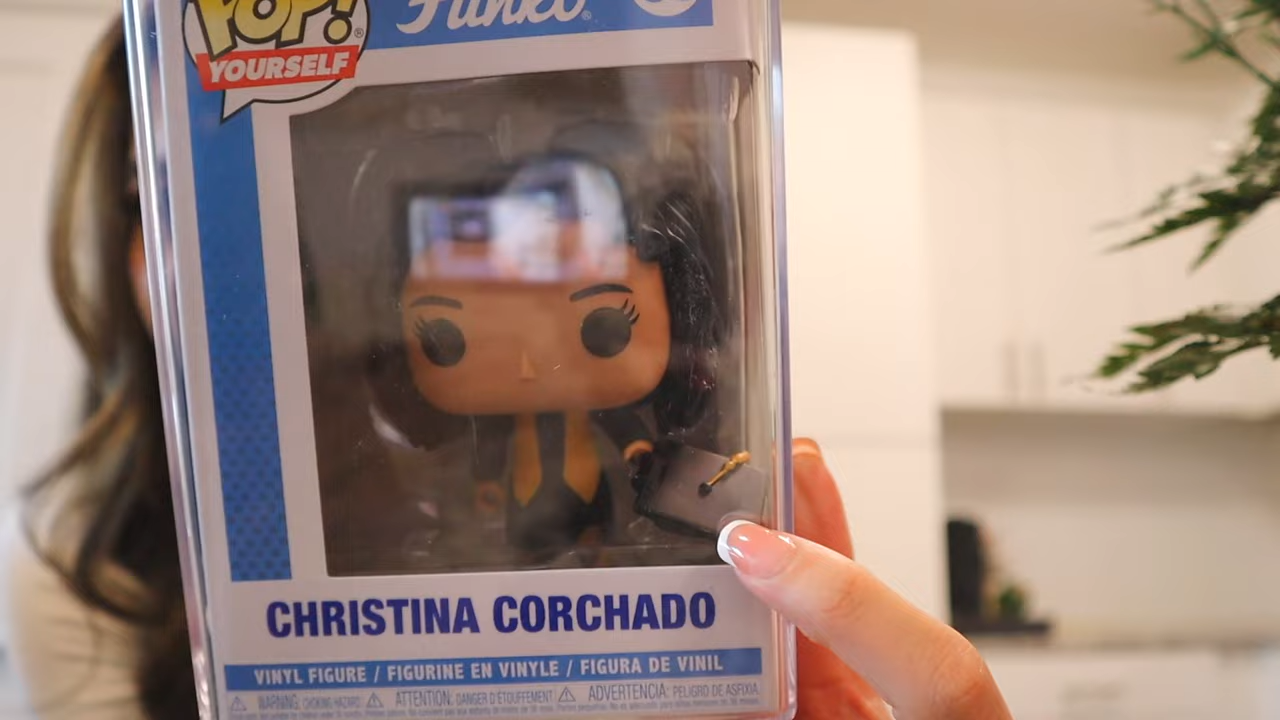 POP! Funko®
YOURSELF
CHRISTINA CORCHADO
VINYL FIGURE / FIGURINE EN VINYLE / FIGURA DE VINIL
WARNING: CHOKING HAZARD. ATTENTION: DANGER D'ÉTOUFFEMENT ADVERTENCIA: PELIGRO DE ASFIXIA.